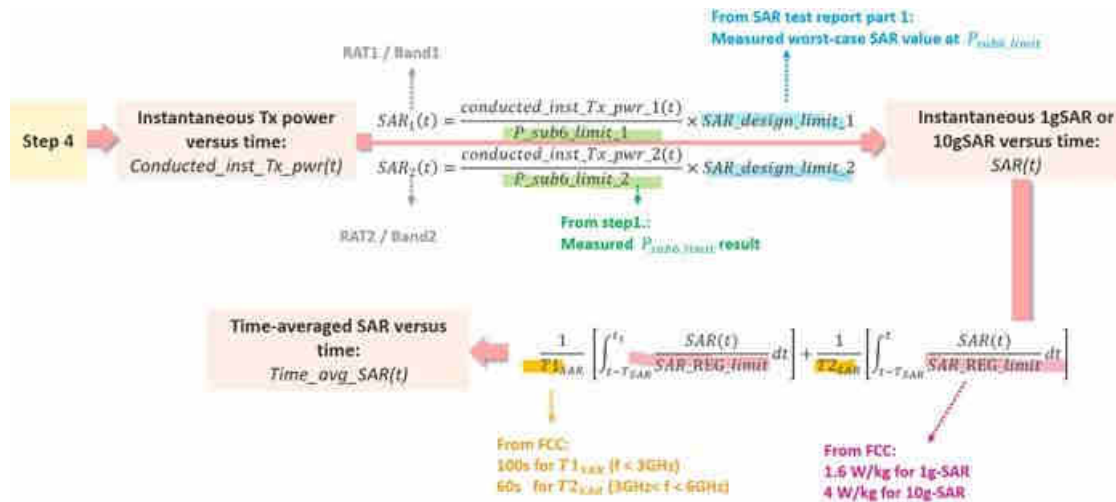 From SAR test report part 1:
Measured worst-case SAR value at P_sub6_limit
RAT1 / Band1
Step 4
Instantaneous Tx power
versus time:
Conducted_inst_Tx_pwr(t)
SAR₁(t) = conducted_inst_Tx_pwr_1(t) / P_sub6_limit_1 × SAR_design_limit_1
SAR₂(t) = conducted_inst_Tx_pwr_2(t) / P_sub6_limit_2 × SAR_design_limit_2
Instantaneous 1gSAR or
10gSAR versus time:
SAR(t)
RAT2 / Band2
From step1.:
Measured P_sub6_limit result
Time-averaged SAR versus
time:
Time_avg_SAR(t)
1/T1_SAR [∫_{t−T_SAR}^{t₁} SAR(t)/SAR_REG_limit dt] + 1/T2_SAR [∫_{t−T_SAR}^{t} SAR(t)/SAR_REG_limit dt]
From FCC:
100s for T1_SAR (f < 3GHz)
60s for T2_SAR (3GHz< f < 6GHz)
From FCC:
1.6 W/kg for 1g-SAR
4 W/kg for 10g-SAR